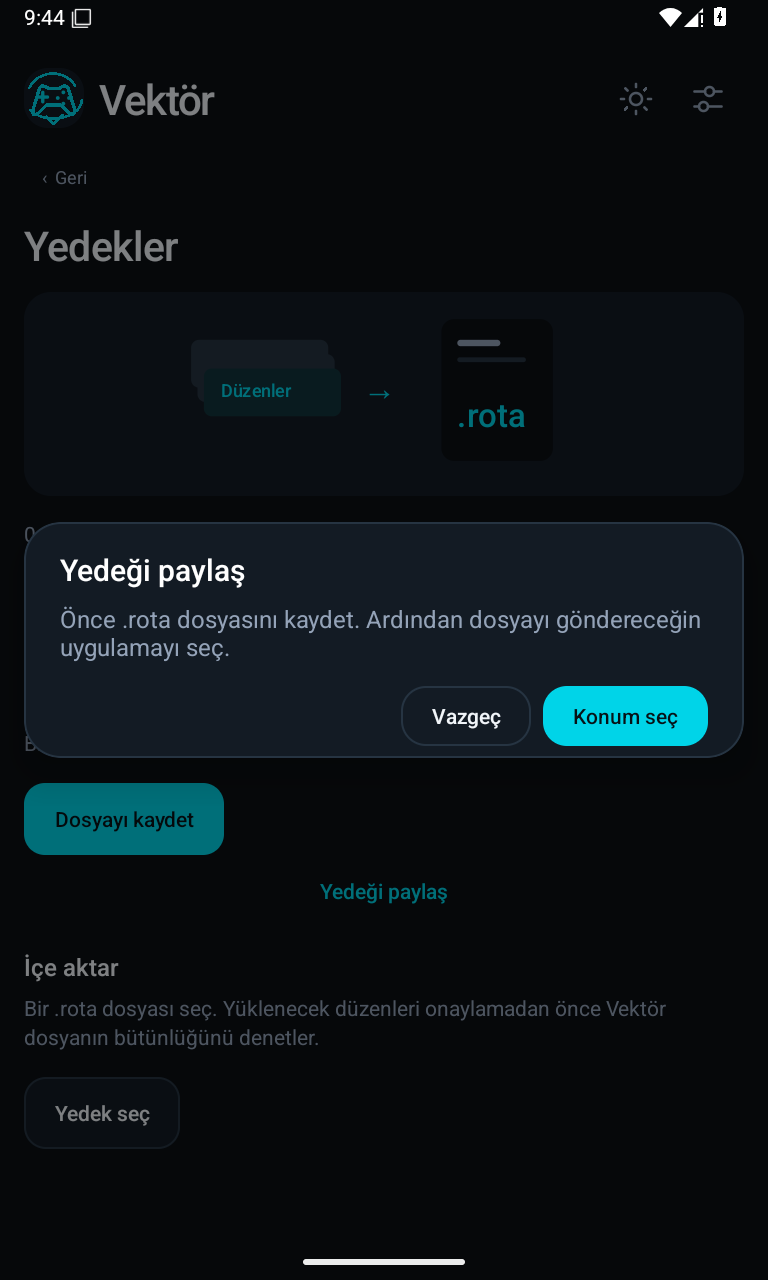 9:44
Vektör
‹ Geri
Yedekler
Düzenler
→
.rota
Yedeği paylaş
Önce .rota dosyasını kaydet. Ardından dosyayı göndereceğin
uygulamayı seç.
Vazgeç
Konum seç
Dosyayı kaydet
Yedeği paylaş
İçe aktar
Bir .rota dosyası seç. Yüklenecek düzenleri onaylamadan önce Vektör
dosyanın bütünlüğünü denetler.
Yedek seç